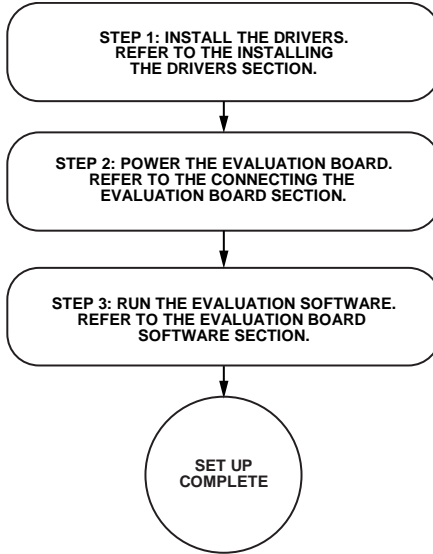 STEP 1: INSTALL THE DRIVERS.
REFER TO THE INSTALLING
THE DRIVERS SECTION.
STEP 2: POWER THE EVALUATION BOARD.
REFER TO THE CONNECTING THE
EVALUATION BOARD SECTION.
STEP 3: RUN THE EVALUATION SOFTWARE.
REFER TO THE EVALUATION BOARD
SOFTWARE SECTION.
SET UP
COMPLETE